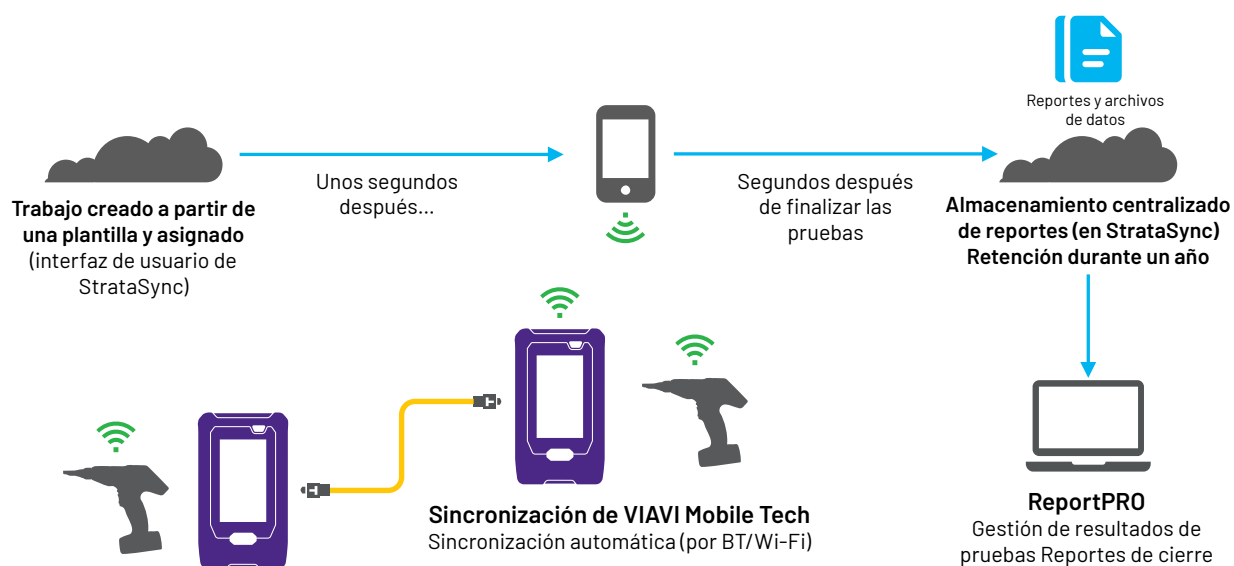 Reportes y archivos
de datos
Trabajo creado a partir de
una plantilla y asignado
(interfaz de usuario de
StrataSync)
Unos segundos
después...
Segundos después
de finalizar las
pruebas
Almacenamiento centralizado
de reportes (en StrataSync)
Retención durante un año
Sincronización de VIAVI Mobile Tech
Sincronización automática (por BT/Wi-Fi)
ReportPRO
Gestión de resultados de
pruebas Reportes de cierre